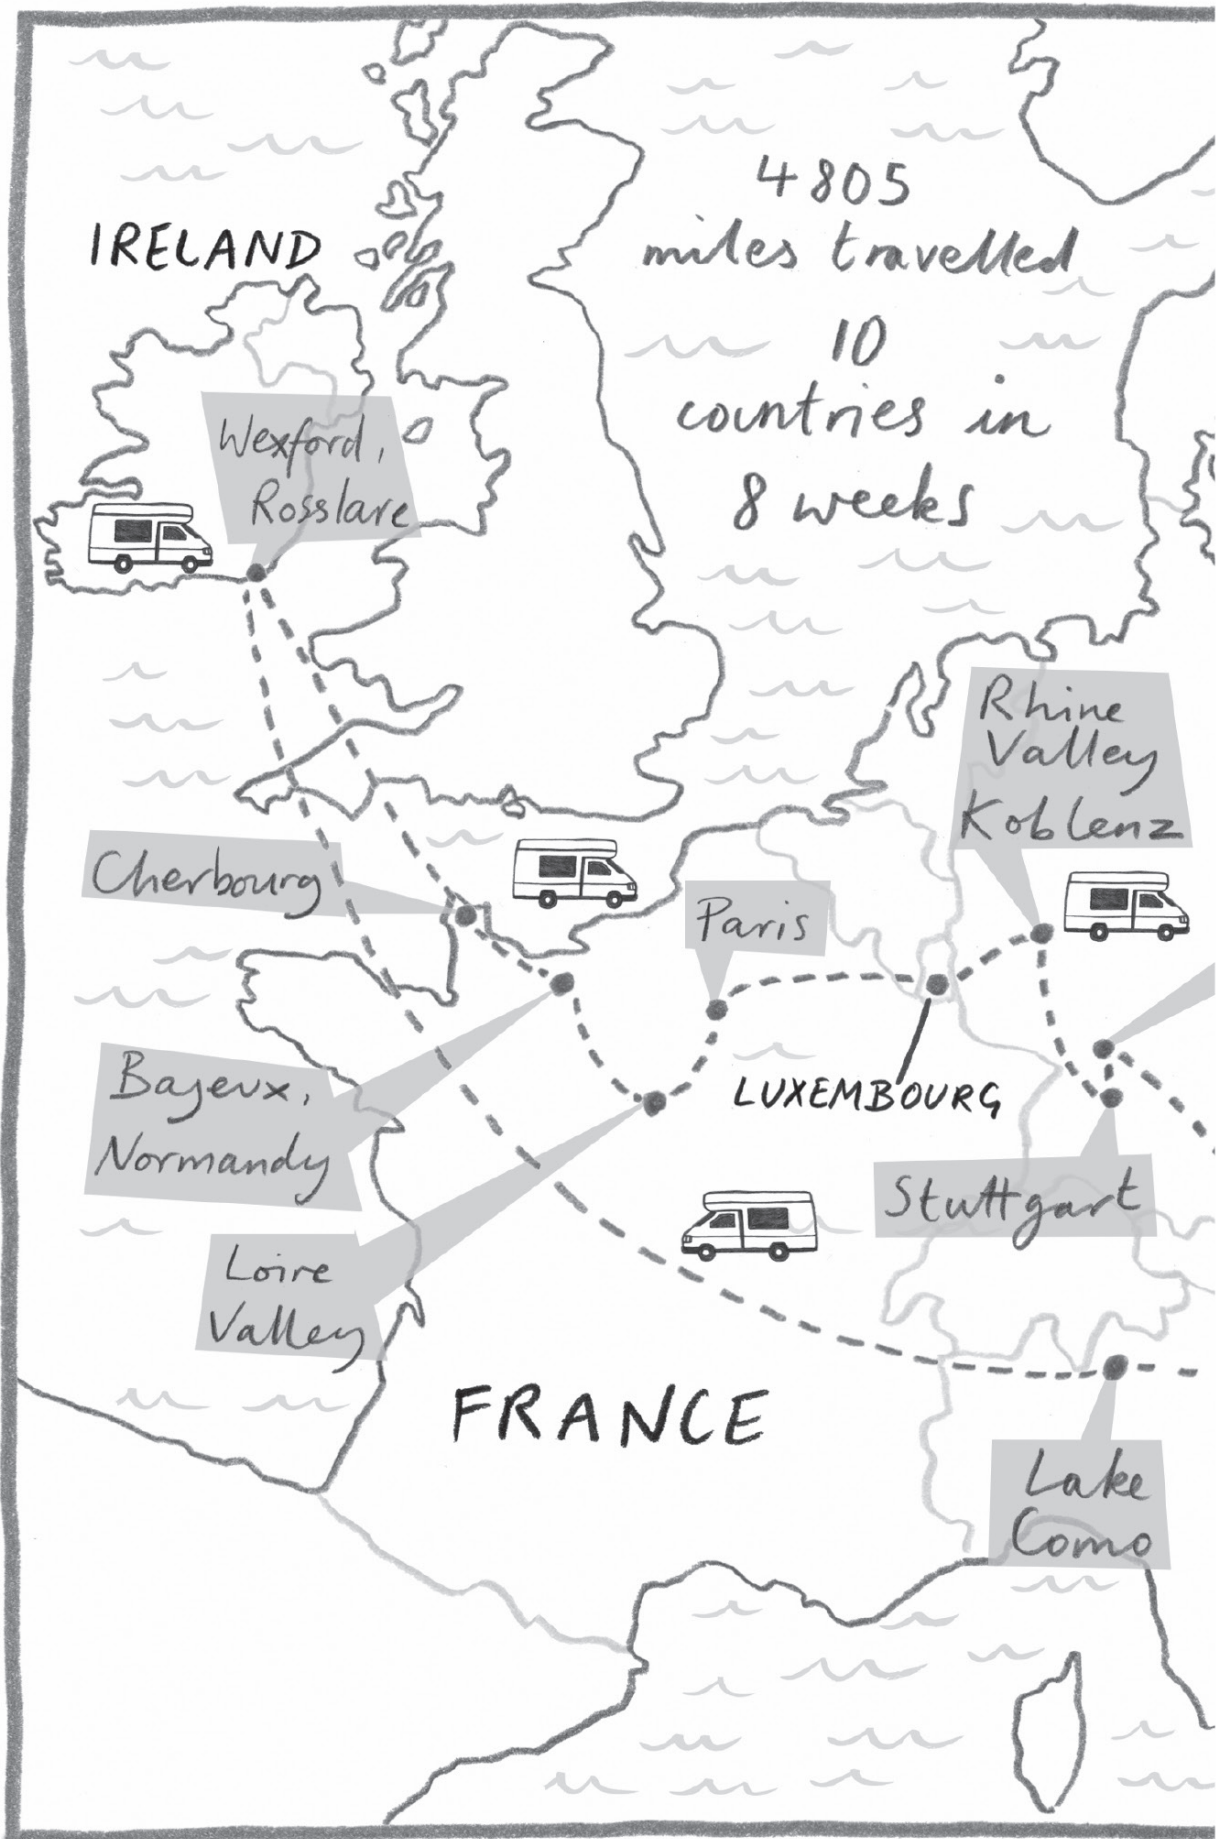 4805
miles travelled
10
countries in
8 weeks
IRELAND
Wexford,
Rosslare
Rhine
Valley
Koblenz
Cherbourg
Paris
Bayeux,
Normandy
LUXEMBOURG
Stuttgart
Loire
Valley
FRANCE
Lake
Como